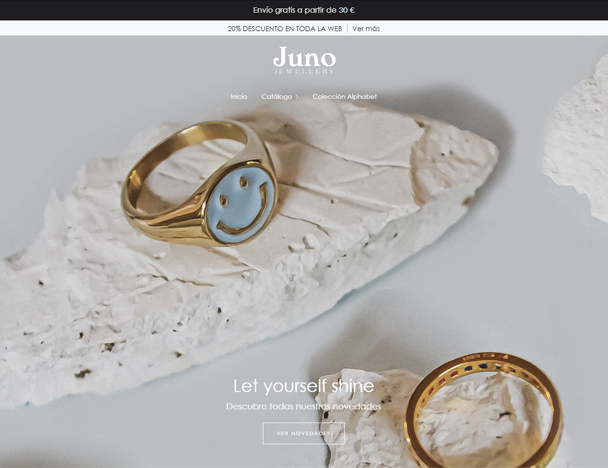 Envío gratis a partir de 30 €
20% DESCUENTO EN TODA LA WEB | Ver más
Juno
JEWELLERY
Inicio Catálogo Colección Alphabet
Let yourself shine
Descubre todas nuestras novedades
VER NOVEDADES